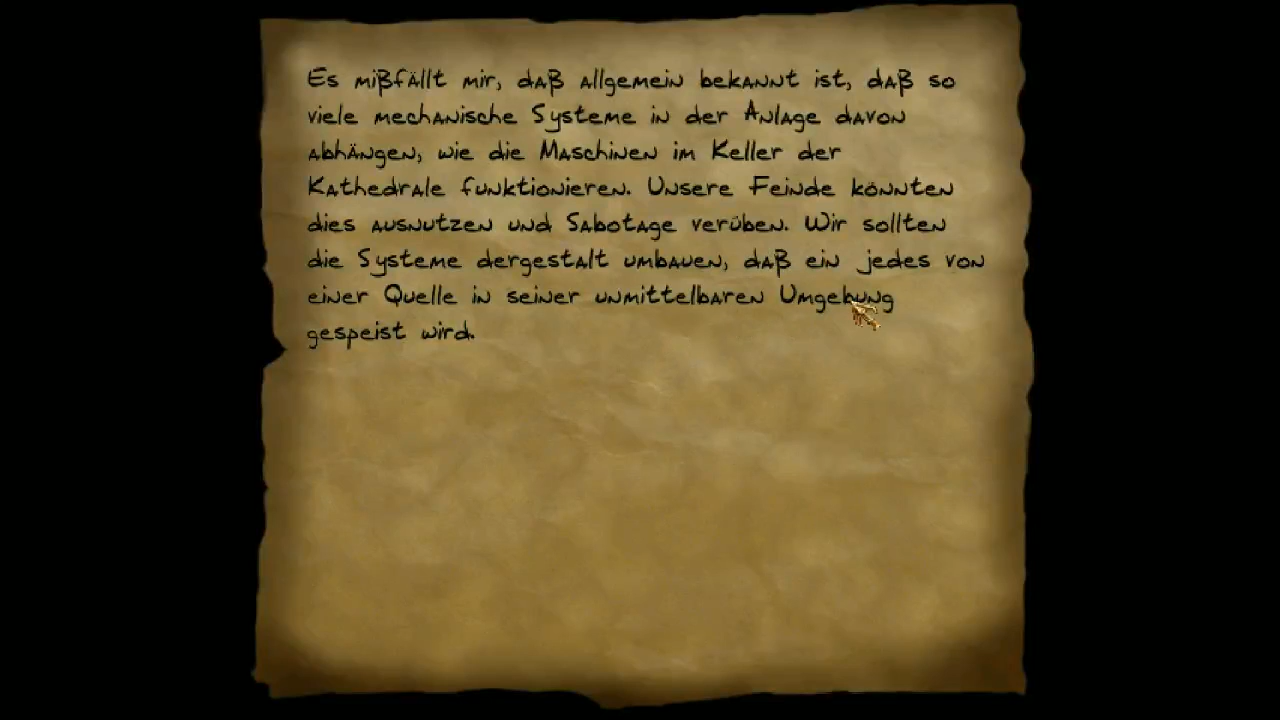 Es mißfällt mir, daß allgemein bekannt ist, daß so
viele mechanische Systeme in der Anlage davon
abhängen, wie die Maschinen im Keller der
Kathedrale funktionieren. Unsere Feinde könnten
dies ausnutzen und Sabotage verüben. Wir sollten
die Systeme dergestalt umbauen, daß ein jedes von
einer Quelle in seiner unmittelbaren Umgebung
gespeist wird.